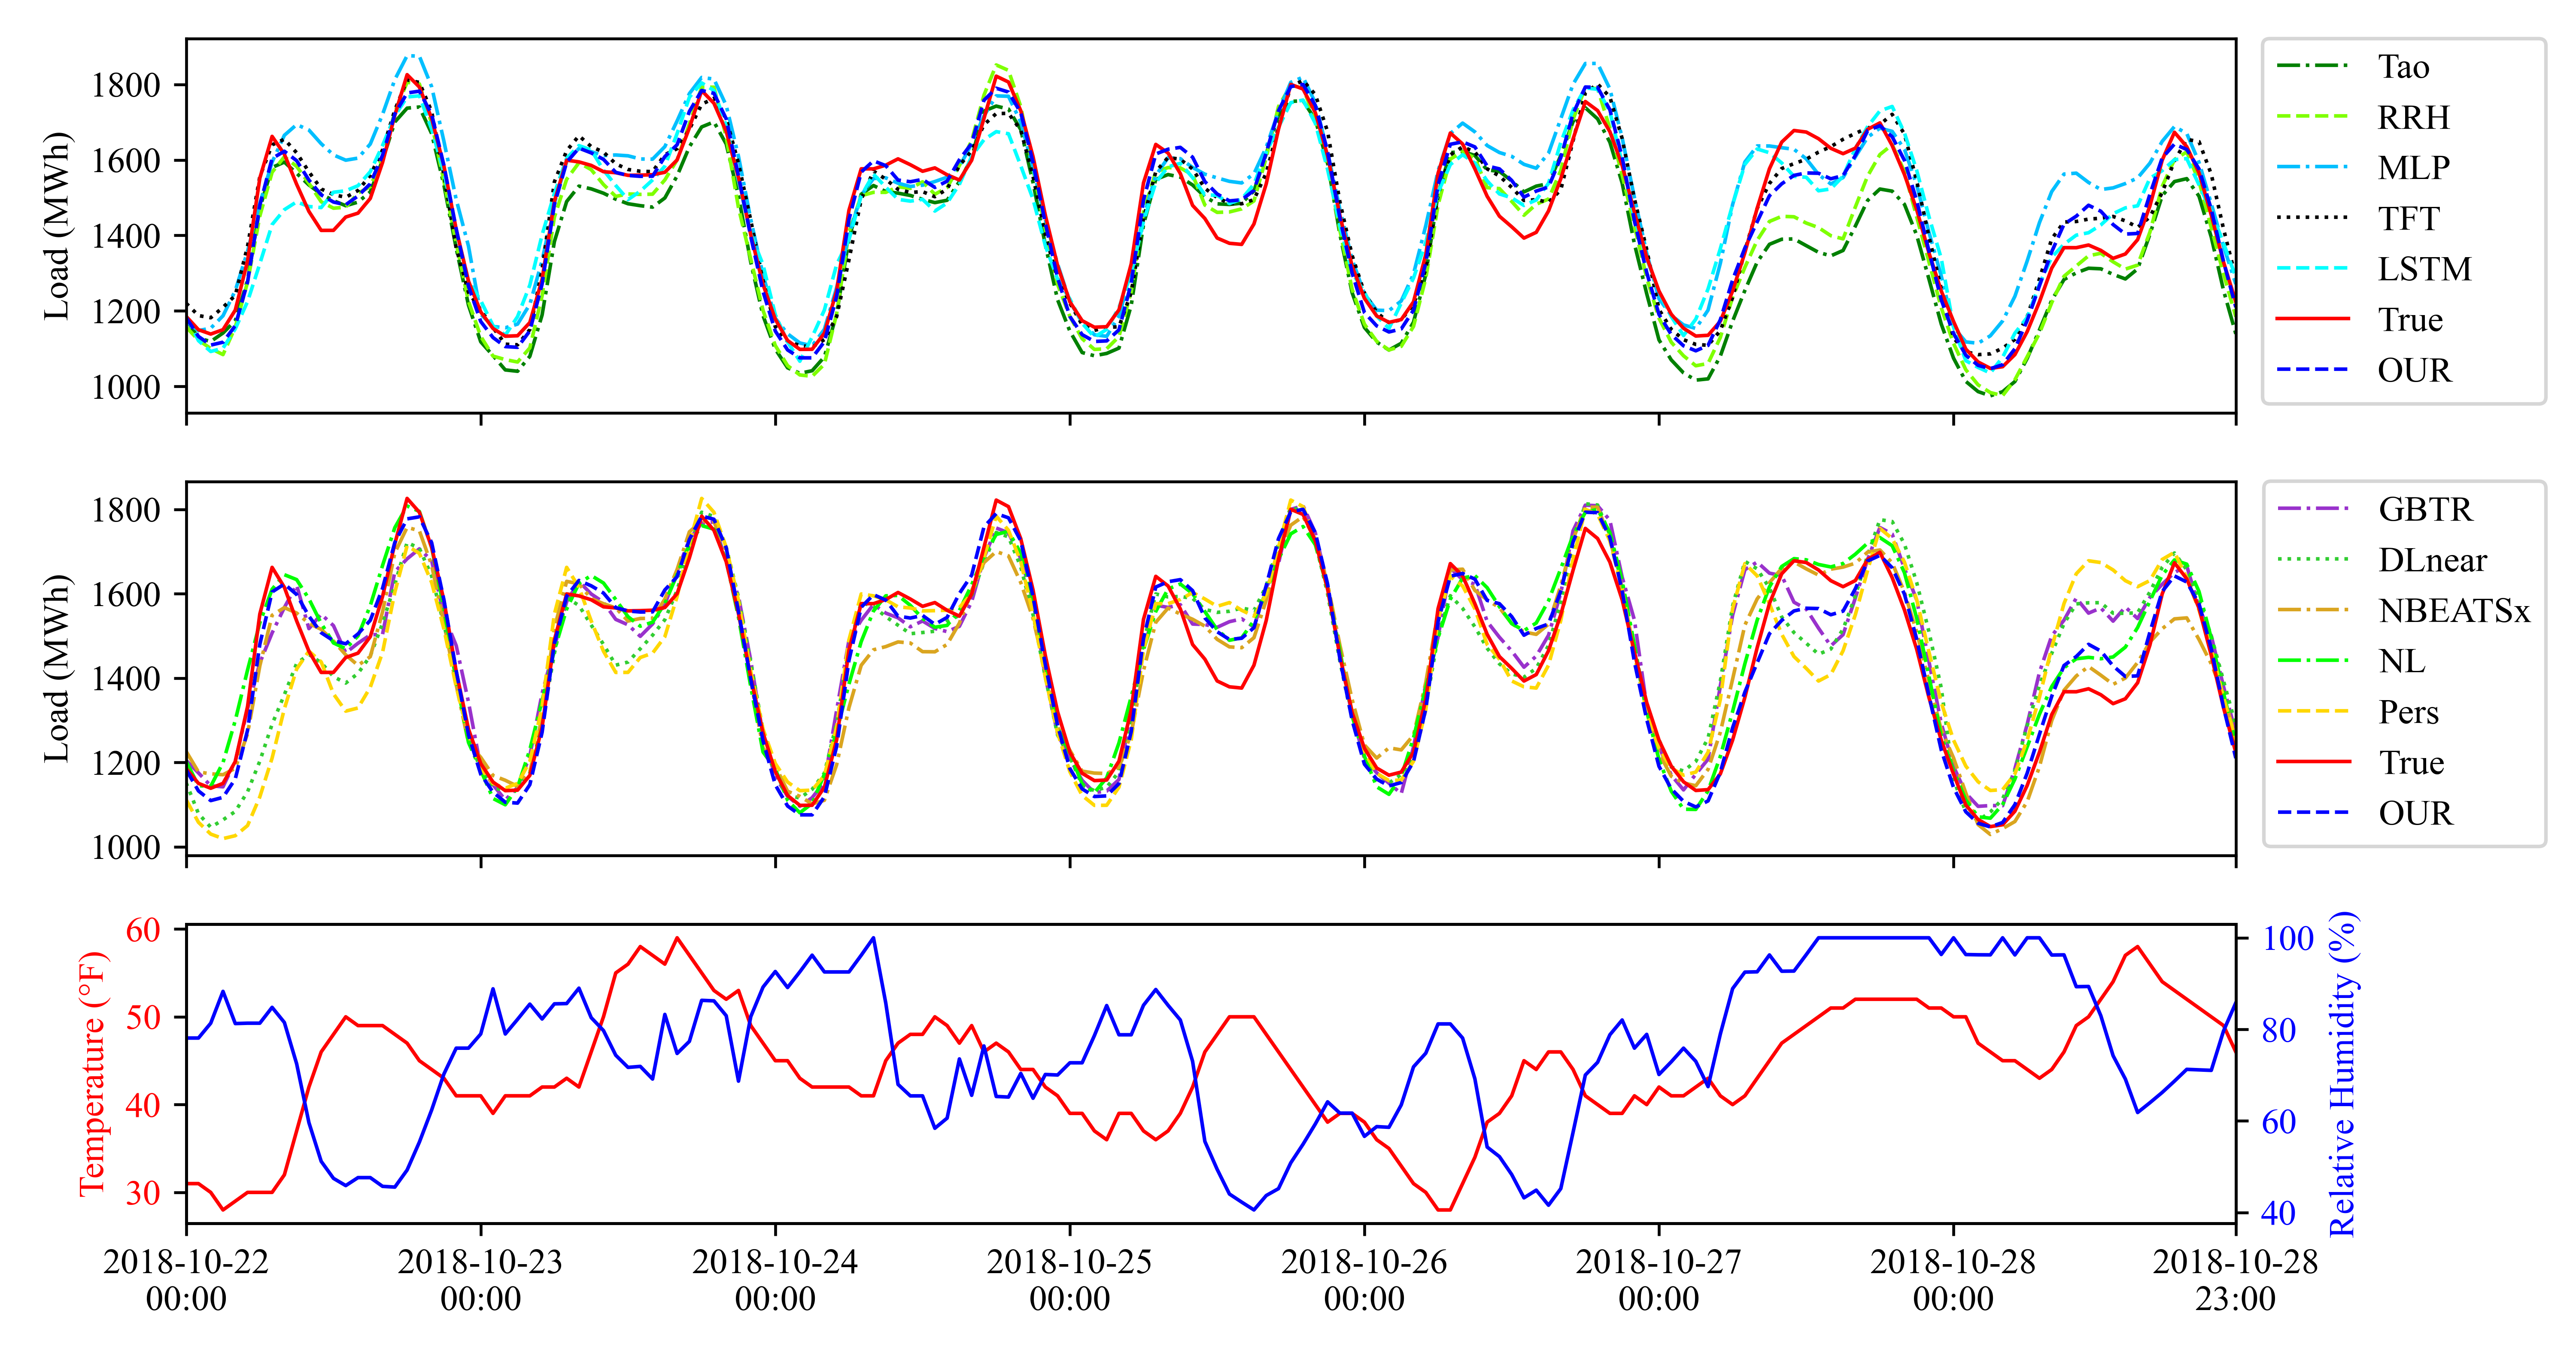 Load (MWh)
1800
1600
1400
1200
1000
Tao
RRH
MLP
TFT
LSTM
True
OUR
Load (MWh)
1800
1600
1400
1200
1000
GBTR
DLnear
NBEATSx
NL
Pers
True
OUR
Temperature (°F)
60
50
40
30
100
80
60
40
Relative Humidity (%)
2018-10-22 2018-10-23 2018-10-24 2018-10-25 2018-10-26 2018-10-27 2018-10-28 2018-10-28
00:00 00:00 00:00 00:00 00:00 00:00 00:00 23:00